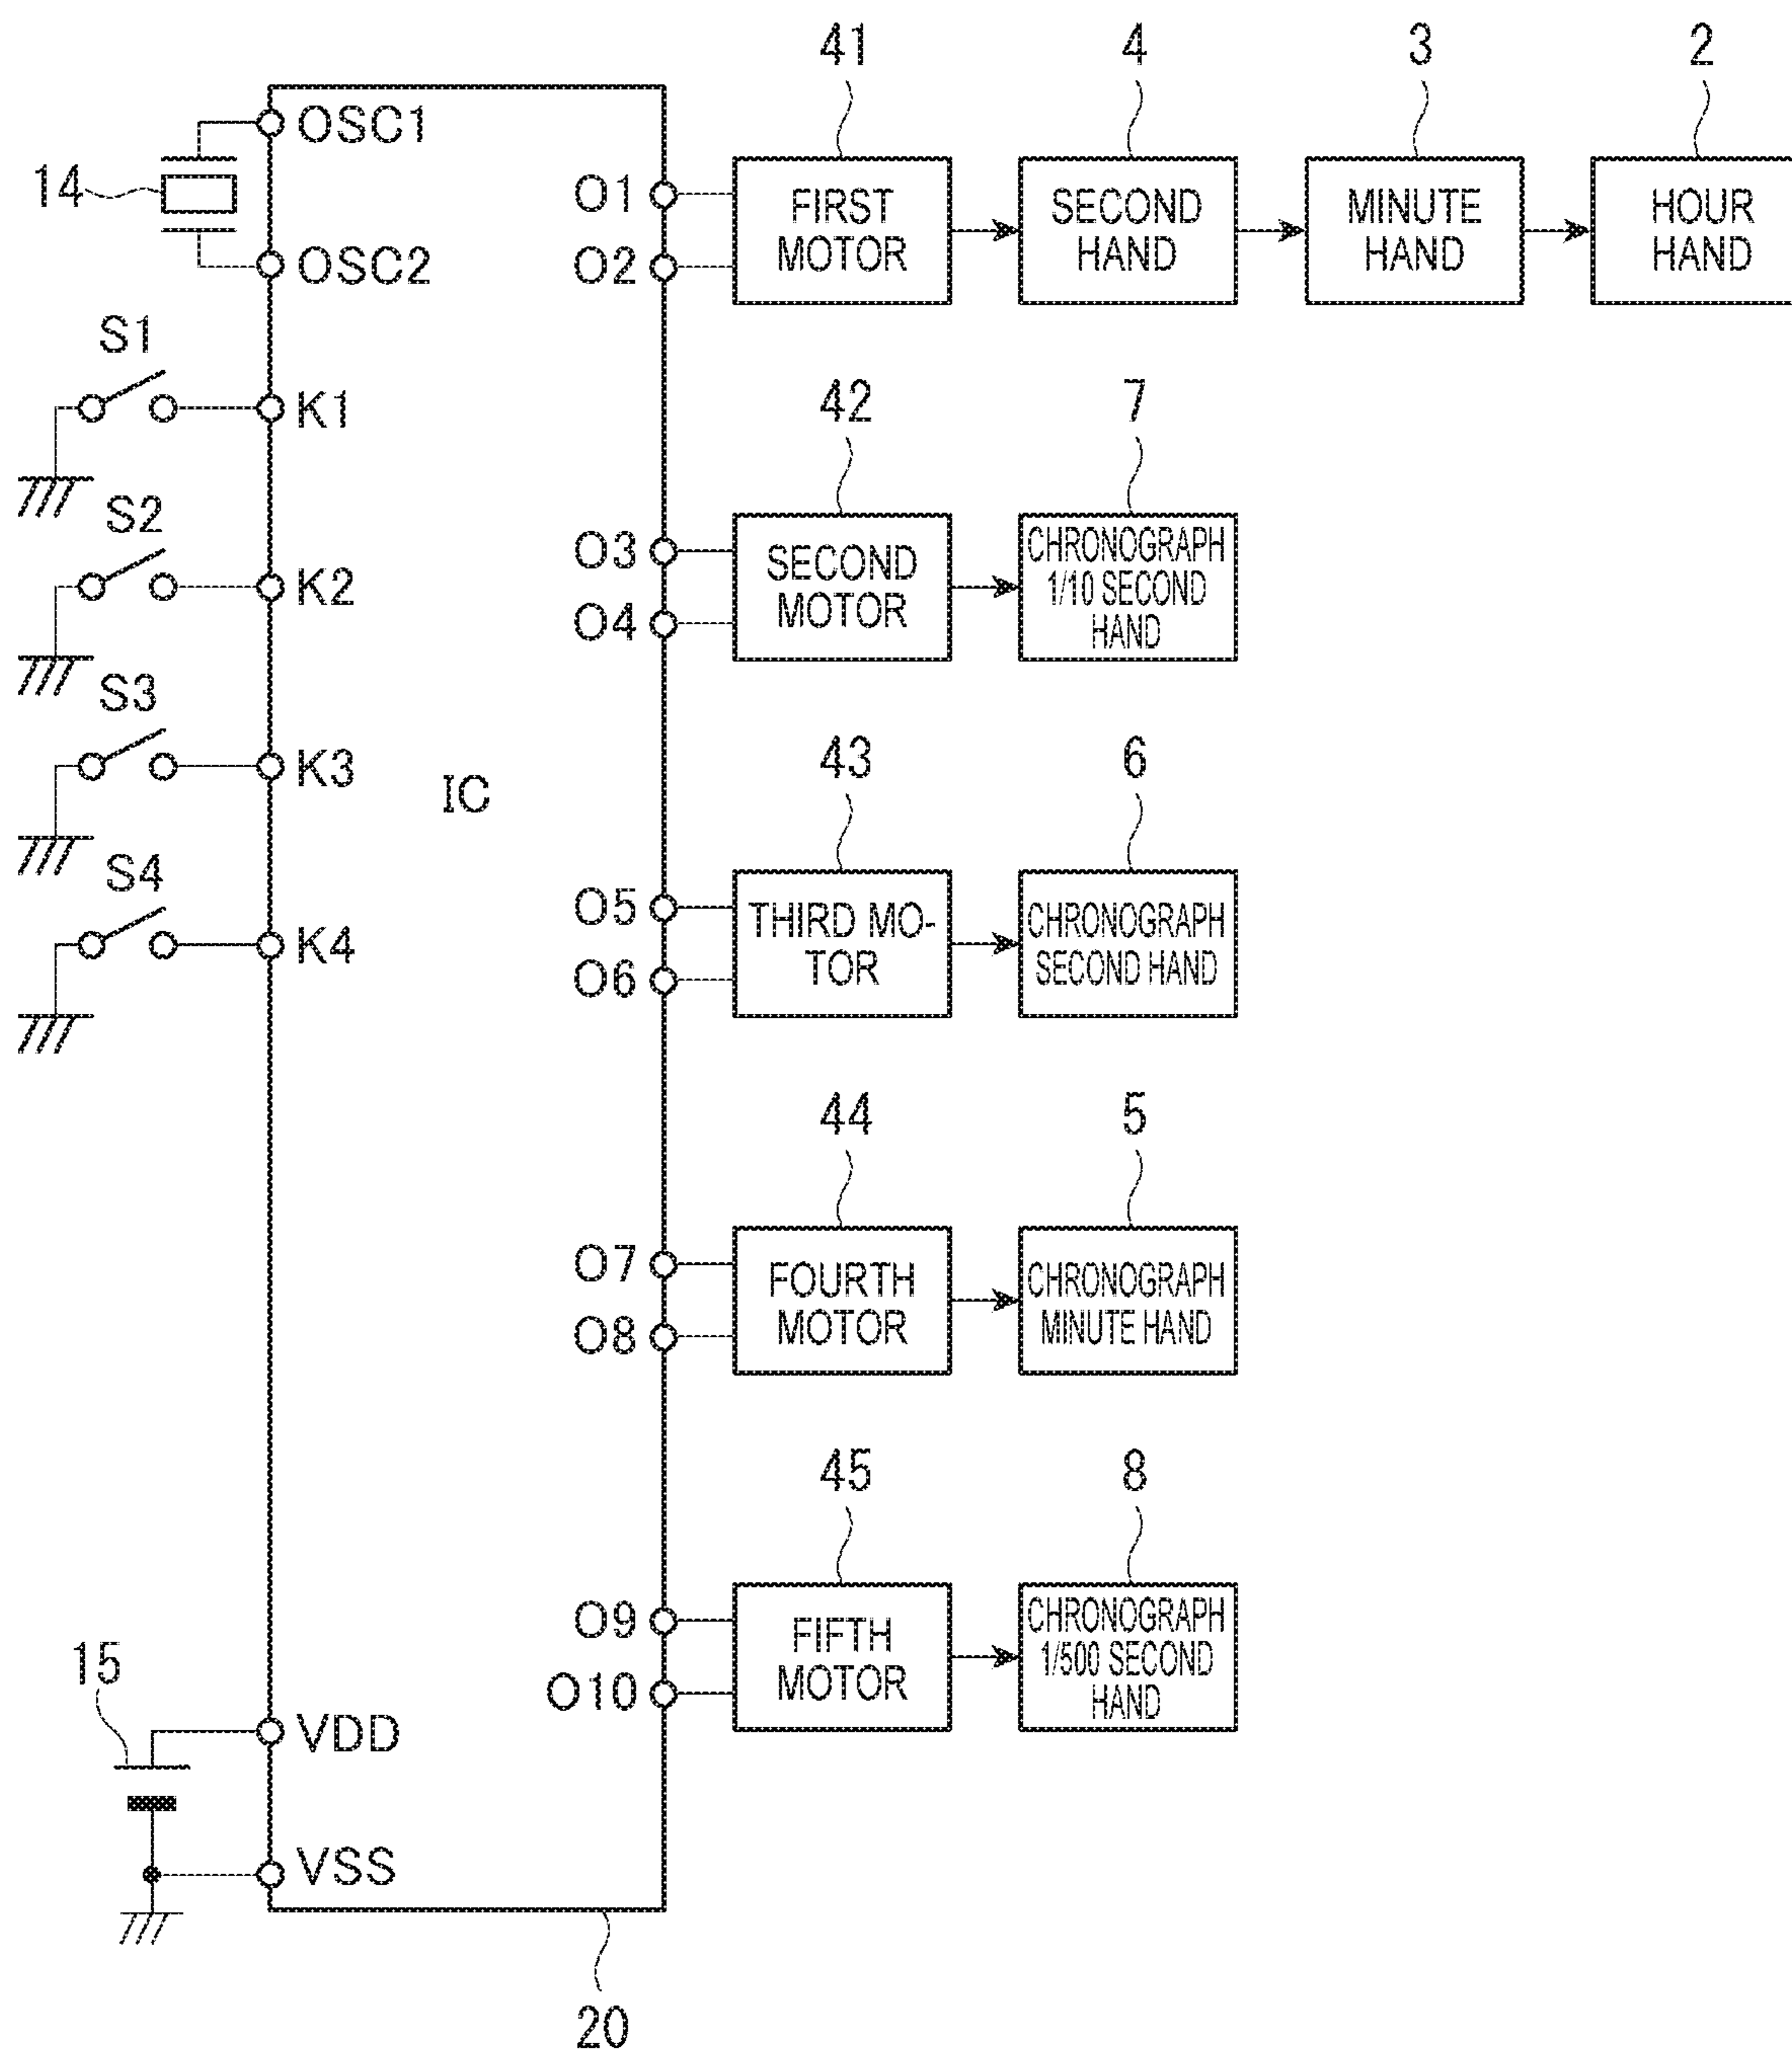 41
4
3
2
OSC1
14
O1
FIRST
MOTOR
SECOND
HAND
MINUTE
HAND
HOUR
HAND
OSC2
O2
S1
K1
42
7
S2
K2
O3
O4
SECOND
MOTOR
CHRONOGRAPH
1/10 SECOND
HAND
S3
K3
IC
43
6
S4
K4
O5
O6
THIRD MO-
TOR
CHRONOGRAPH
SECOND HAND
44
5
O7
O8
FOURTH
MOTOR
CHRONOGRAPH
MINUTE HAND
45
8
O9
O10
FIFTH
MOTOR
CHRONOGRAPH
1/500 SECOND
HAND
15
VDD
VSS
20